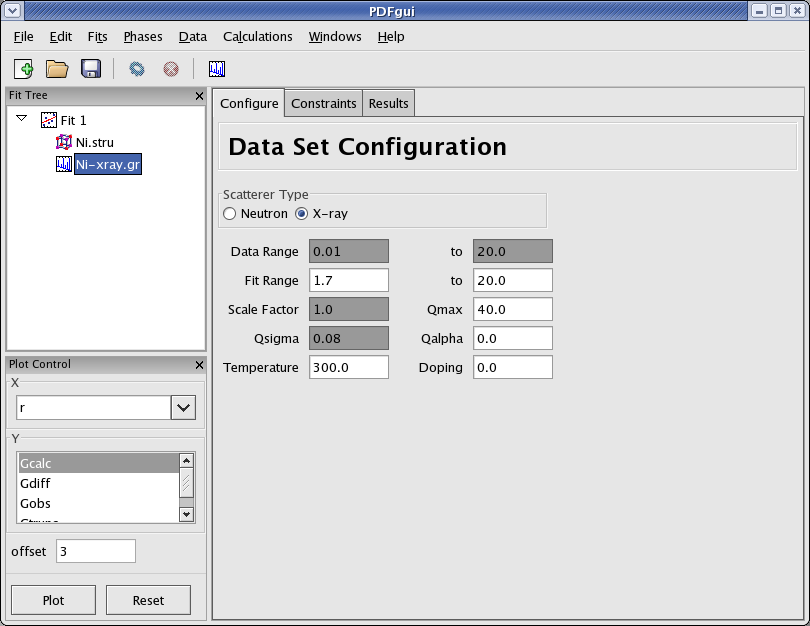 PDFgui
File Edit Fits Phases Data Calculations Windows Help
Fit Tree
Fit 1
Ni.stru
Ni-xray.gr
Plot Control
X
r
Y
Gcalc
Gdiff
Gobs
offset 3
Plot Reset
Configure Constraints Results
Data Set Configuration
Scatterer Type
Neutron X-ray
Data Range 0.01 to 20.0
Fit Range 1.7 to 20.0
Scale Factor 1.0 Qmax 40.0
Qsigma 0.08 Qalpha 0.0
Temperature 300.0 Doping 0.0